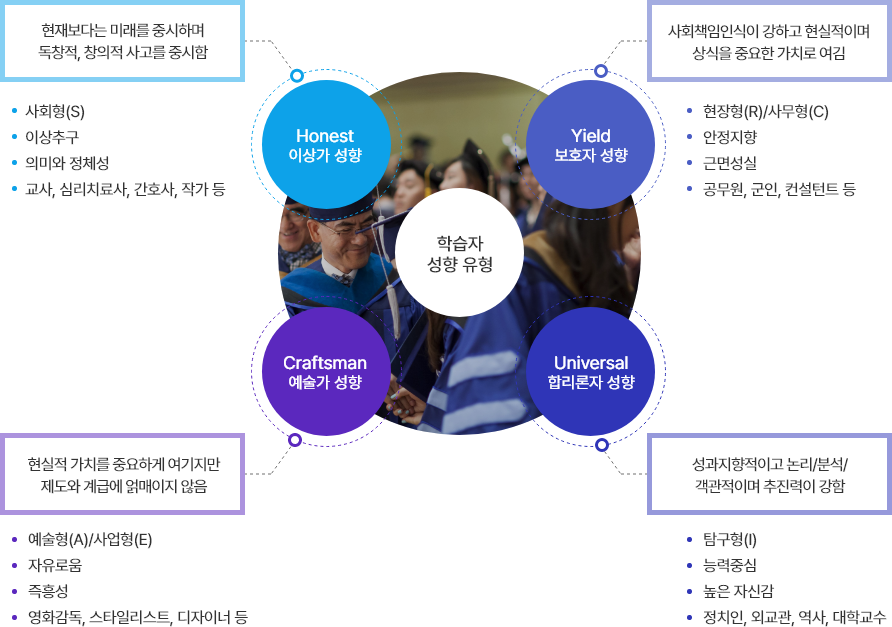 현재보다는 미래를 중시하며
독창적, 창의적 사고를 중시함
사회책임인식이 강하고 현실적이며
상식을 중요한 가치로 여김
사회형(S)
이상추구
의미와 정체성
교사, 심리치료사, 간호사, 작가 등
Honest
이상가 성향
Yield
보호자 성향
현장형(R)/사무형(C)
안정지향
근면성실
공무원, 군인, 컨설턴트 등
학습자
성향 유형
Craftsman
예술가 성향
Universal
합리론자 성향
현실적 가치를 중요하게 여기지만
제도와 계급에 얽매이지 않음
성과지향적이고 논리/분석/
객관적이며 추진력이 강함
예술형(A)/사업형(E)
자유로움
즉흥성
영화감독, 스타일리스트, 디자이너 등
탐구형(I)
능력중심
높은 자신감
정치인, 외교관, 역사, 대학교수